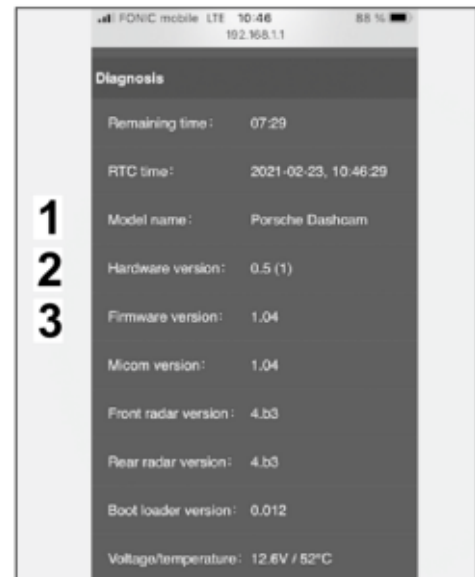 FONIC mobile LTE 10:46 88 %
192.168.1.1
Diagnosis
Remaining time: 07:29
RTC time: 2021-02-23, 10:46:29
1 Model name: Porsche Dashcam
2 Hardware version: 0.5 (1)
3 Firmware version: 1.04
Micom version: 1.04
Front radar version: 4.b3
Rear radar version: 4.b3
Boot loader version: 0.012
Voltage/temperature: 12.6V / 52°C